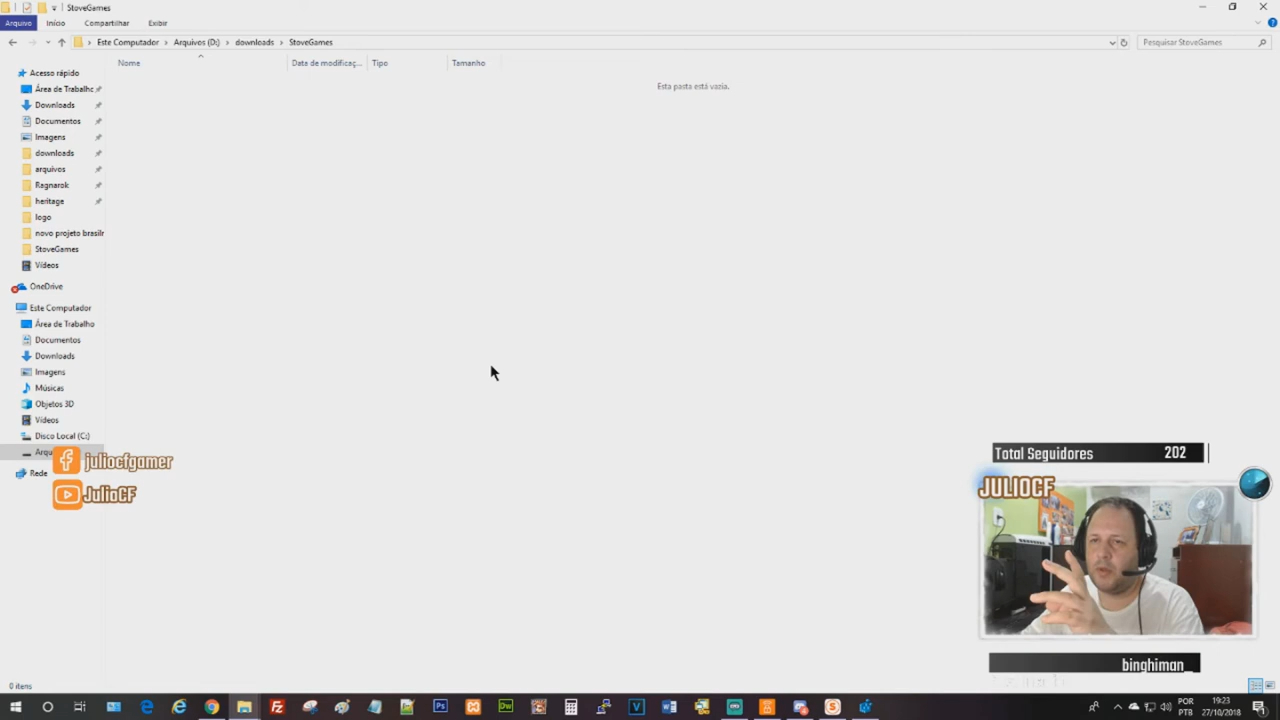 StoveGames
Arquivo Início Compartilhar Exibir
Este Computador Arquivos (D:) downloads StoveGames
Pesquisar StoveGames
Nome Data de modificaç... Tipo Tamanho
Esta pasta está vazia.
Acesso rápido
Área de Trabalho
Downloads
Documentos
Imagens
downloads
arquivos
Ragnarok
heritage
logo
novo projeto brasilr
StoveGames
Vídeos
OneDrive
Este Computador
Área de Trabalho
Documentos
Downloads
Imagens
Músicas
Objetos 3D
Vídeos
Disco Local (C:)
Arqu
Rede
juliocfgamer
JulioCF
Total Seguidores 202
JULIOCF
binghiman_
0 itens
POR
PTB
19:23
27/10/2018